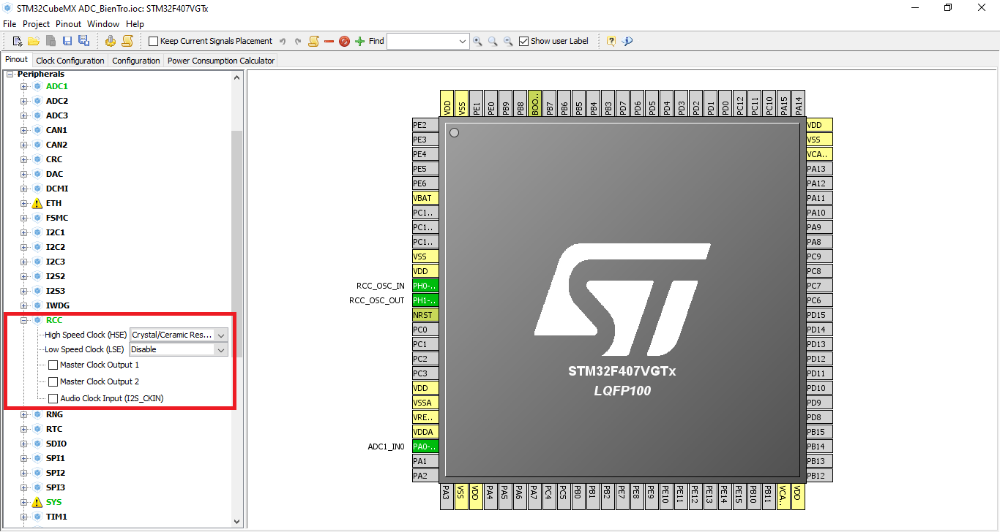 STM32CubeMX ADC_BienTro.ioc: STM32F407VGTx
File Project Pinout Window Help
Keep Current Signals Placement Find Show user Label
Pinout Clock Configuration Configuration Power Consumption Calculator
Peripherals
ADC1
ADC2
ADC3
CAN1
CAN2
CRC
DAC
DCMI
ETH
FSMC
I2C1
I2C2
I2C3
I2S2
I2S3
IWDG
RCC
High Speed Clock (HSE) Crystal/Ceramic Res...
Low Speed Clock (LSE) Disable
Master Clock Output 1
Master Clock Output 2
Audio Clock Input (I2S_CKIN)
RNG
RTC
SDIO
SPI1
SPI2
SPI3
SYS
TIM1
VDD VSS PE1 PE0 PB9 PB8 BOO.. PB7 PB6 PB5 PB4 PB3 PD7 PD6 PD5 PD4 PD3 PD2 PD1 PD0 PC12 PC11 PC10 PA15 PA14
PE2
PE3
PE4
PE5
PE6
VBAT
PC1..
PC1..
PC1..
VSS
VDD
RCC_OSC_IN PH0-..
RCC_OSC_OUT PH1-..
NRST
PC0
PC1
PC2
PC3
VDD
VSSA
VRE..
VDDA
ADC1_IN0 PA0-..
PA1
PA2
ST
STM32F407VGTx
LQFP100
VDD
VSS
VCA..
PA13
PA12
PA11
PA10
PA9
PA8
PC9
PC8
PC7
PC6
PD15
PD14
PD13
PD12
PD11
PD10
PD9
PD8
PB15
PB14
PB13
PB12
PA3 VSS VDD PA4 PA5 PA6 PA7 PC4 PC5 PB0 PB1 PB2 PE7 PE8 PE9 PE10 PE11 PE12 PE13 PE14 PE15 PB10 PB11 VCA.. VDD